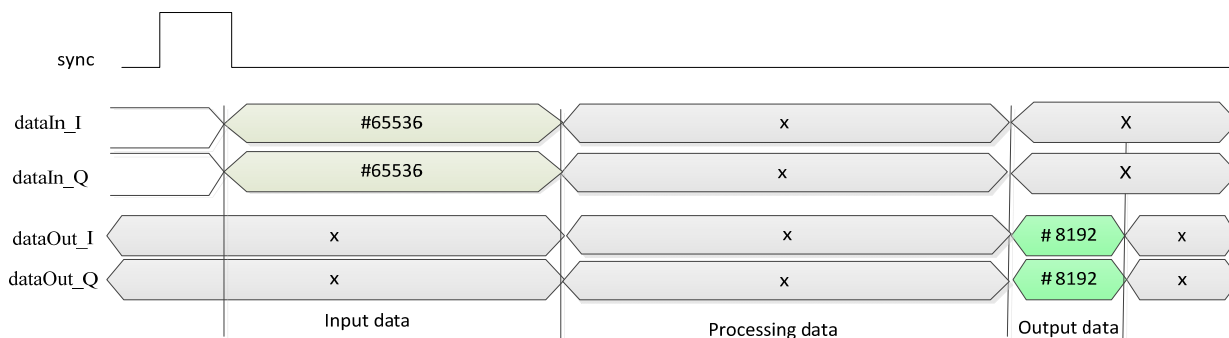 sync
dataIn_I #65536 x X
dataIn_Q #65536 x X
dataOut_I x x # 8192 x
dataOut_Q x x # 8192 x
Input data Processing data Output data